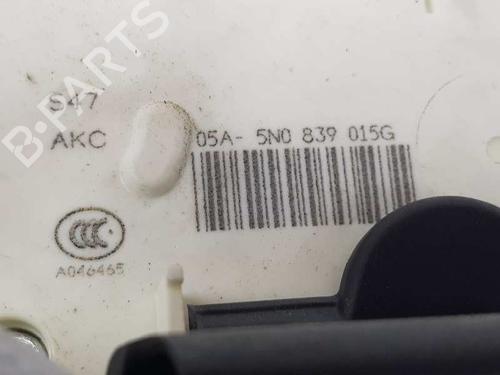 B-PARTS
S47
AKC
05A- 5N0 839 015G
CCC
A046465